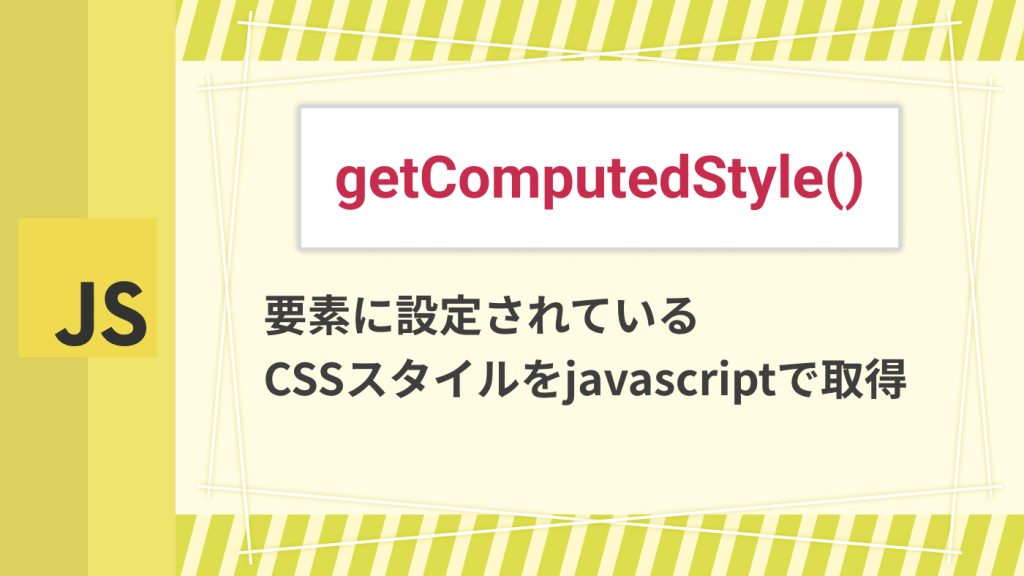 getComputedStyle()
JS
要素に設定されている
CSSスタイルをjavascriptで取得